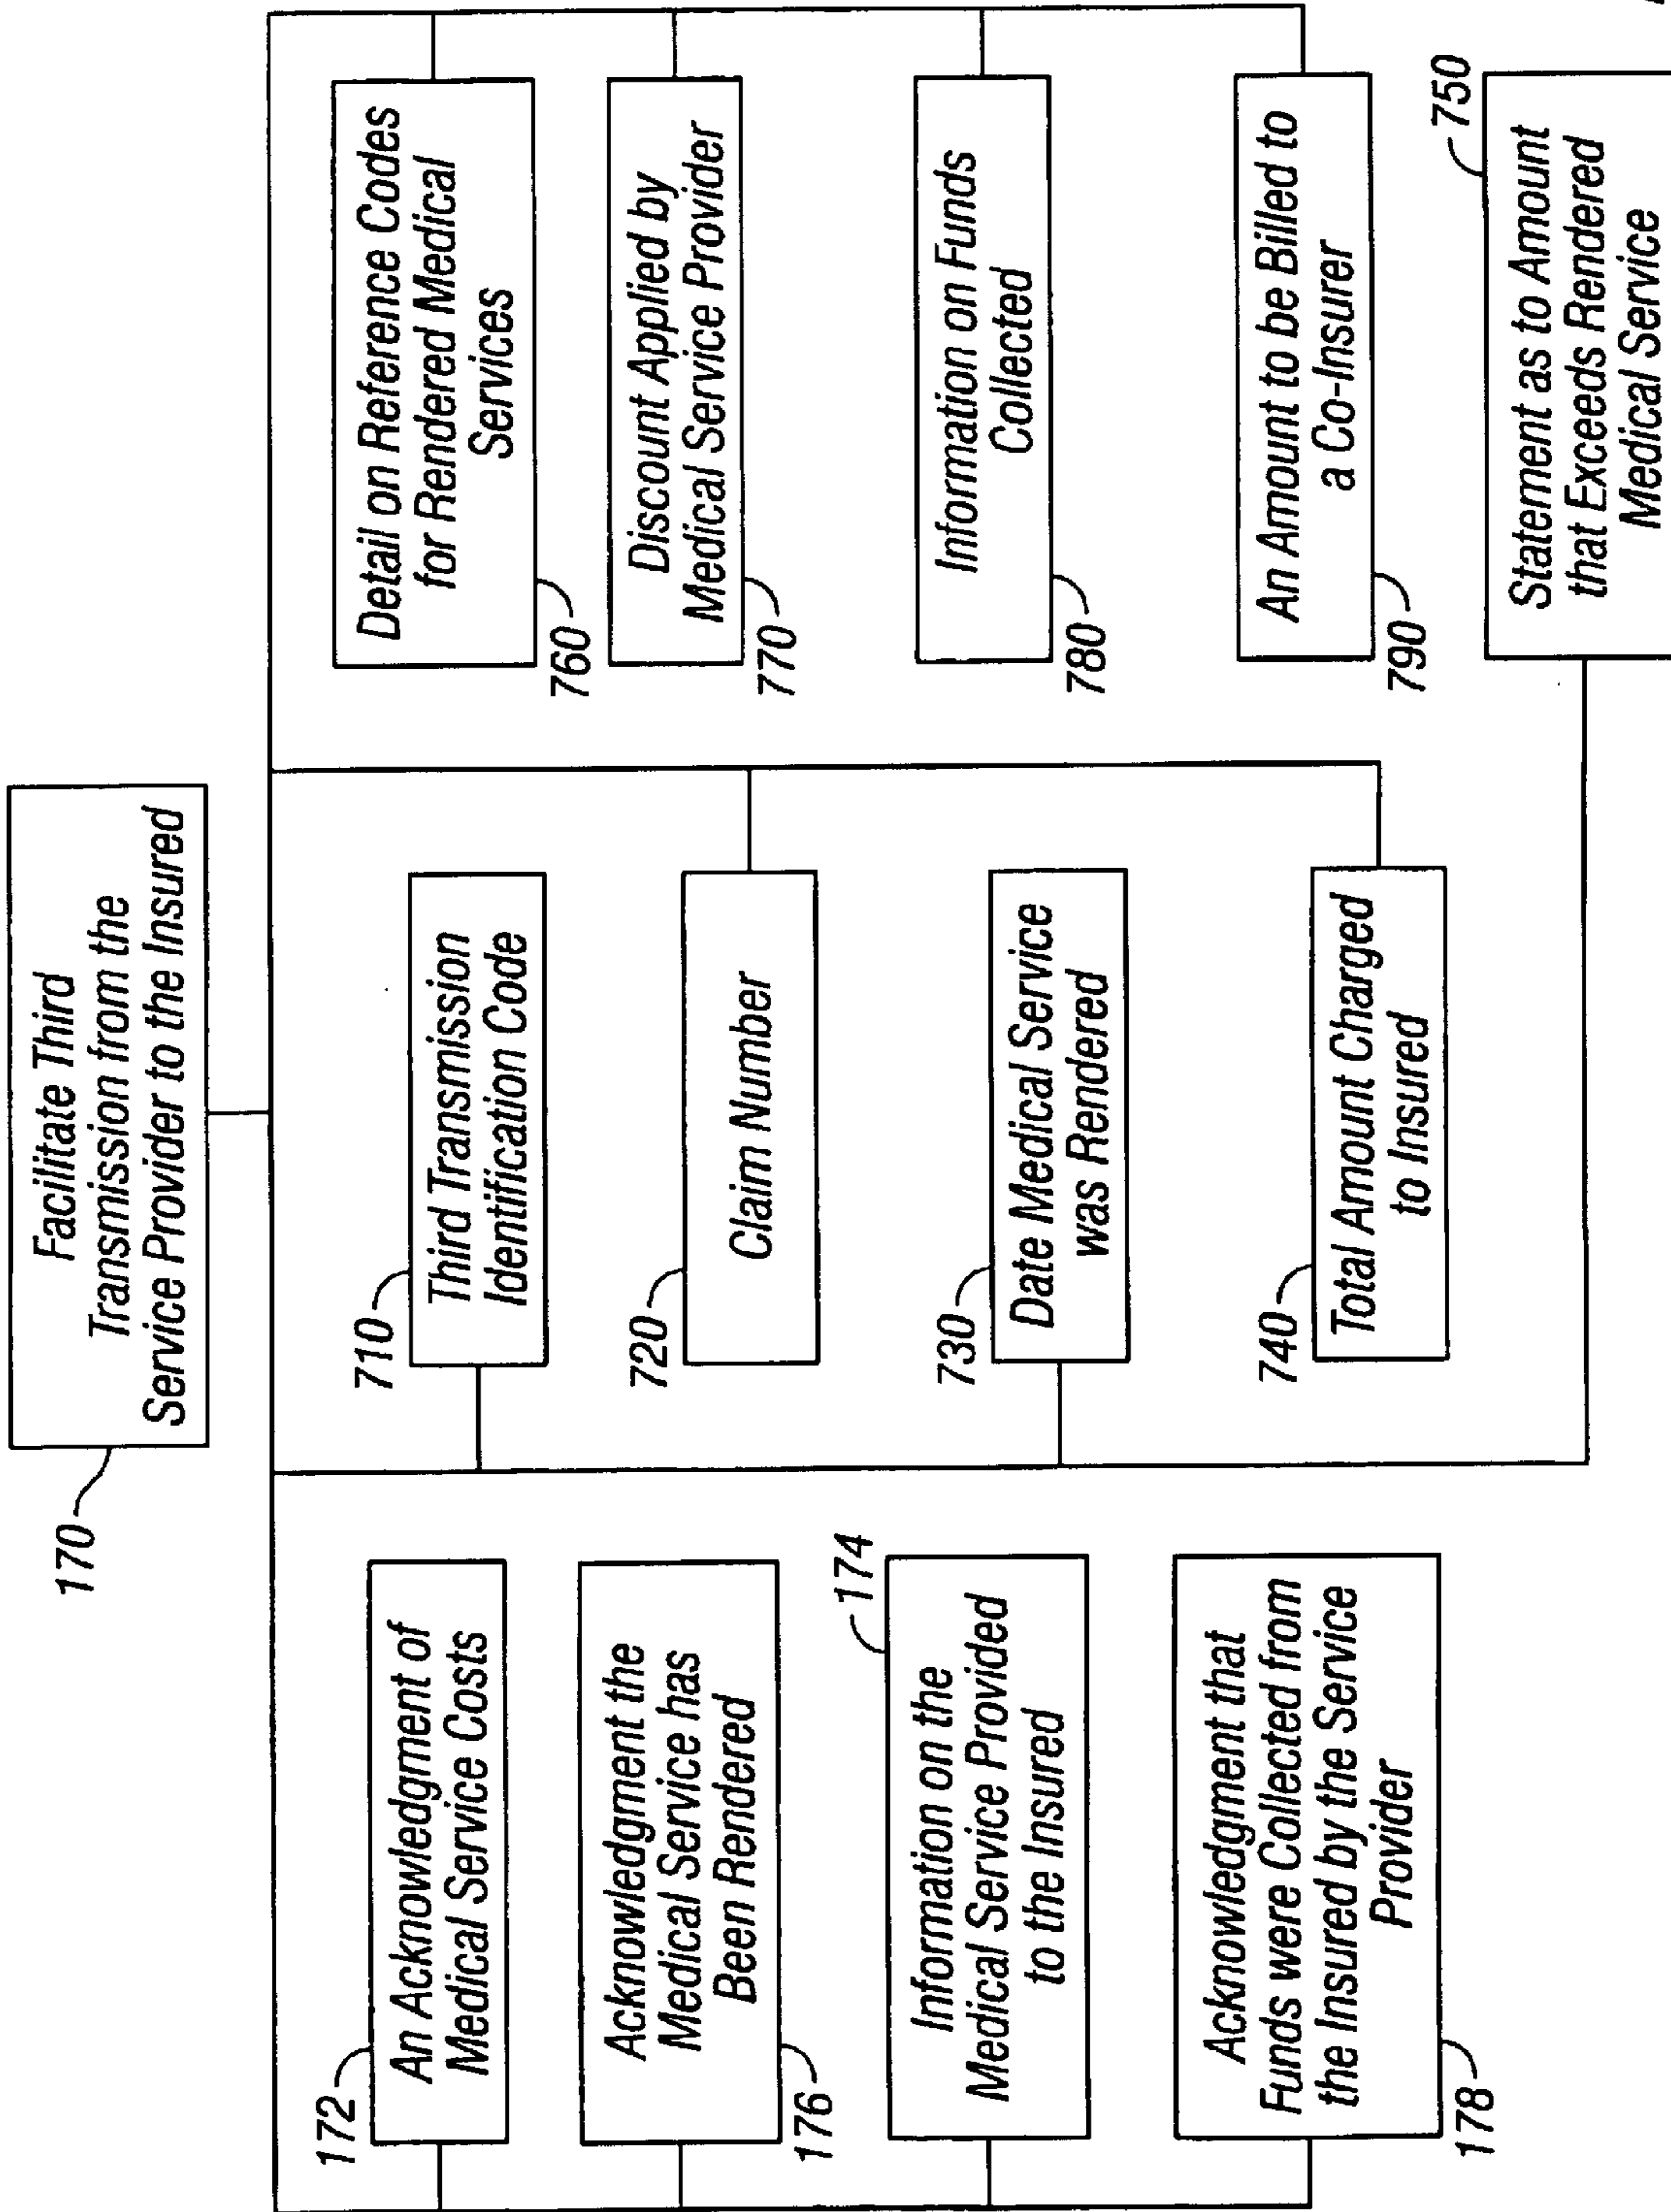 Facilitate Third
Transmission from the
Service Provider to the Insured
170
172
An Acknowledgment of
Medical Service Costs
Acknowledgment the
Medical Service has
Been Rendered
176
174
Information on the
Medical Service Provided
to the Insured
Acknowledgment that
Funds were Collected from
the Insured by the Service
Provider
178
710
Third Transmission
Identification Code
720
Claim Number
730
Date Medical Service
was Rendered
740
Total Amount Charged
to Insured
Detail on Reference Codes
for Rendered Medical
Services
760
Discount Applied by
Medical Service Provider
770
Information on Funds
Collected
780
An Amount to be Billed to
a Co-Insurer
790
750
Statement as to Amount
that Exceeds Rendered
Medical Service